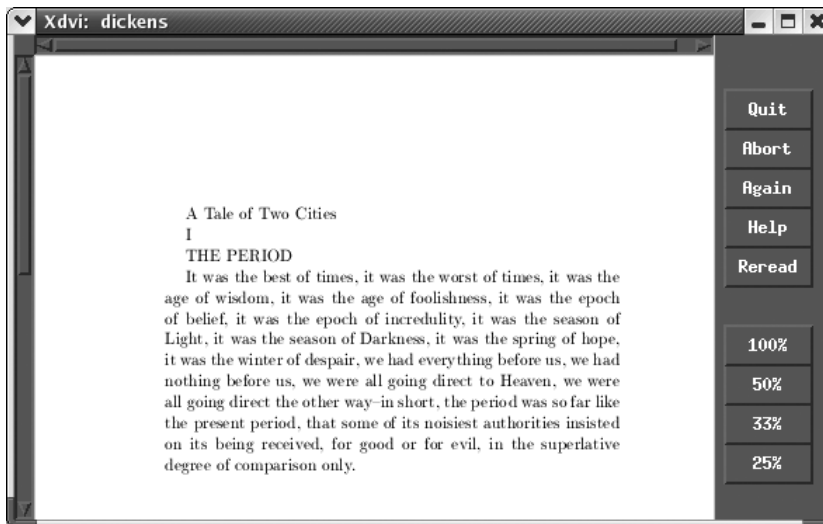 Xdvi: dickens
A Tale of Two Cities
I
THE PERIOD
It was the best of times, it was the worst of times, it was the
age of wisdom, it was the age of foolishness, it was the epoch
of belief, it was the epoch of incredulity, it was the season of
Light, it was the season of Darkness, it was the spring of hope,
it was the winter of despair, we had everything before us, we had
nothing before us, we were all going direct to Heaven, we were
all going direct the other way–in short, the period was so far like
the present period, that some of its noisiest authorities insisted
on its being received, for good or for evil, in the superlative
degree of comparison only.
Quit
Abort
Again
Help
Reread
100%
50%
33%
25%